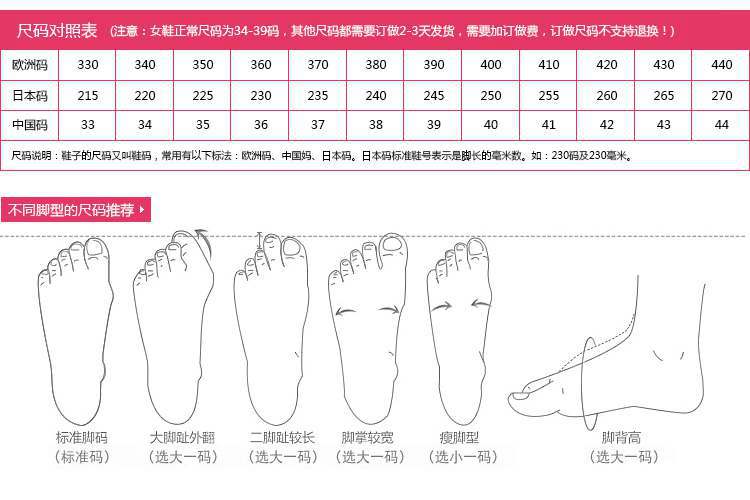 尺码对照表 (注意：女鞋正常尺码为34-39码，其他尺码都需要订做2-3天发货，需要加订做费，订做尺码不支持退换！)
欧洲码 330 340 350 360 370 380 390 400 410 420 430 440
日本码 215 220 225 230 235 240 245 250 255 260 265 270
中国码 33 34 35 36 37 38 39 40 41 42 43 44
尺码说明：鞋子的尺码又叫鞋码，常用有以下标法：欧洲码、中国妈、日本码。日本码标准鞋号表示是脚长的毫米数。如：230码及230毫米。
不同脚型的尺码推荐
标准脚码 大脚趾外翻 二脚趾较长 脚掌较宽 瘦脚型 脚背高
（标准码） （选大一码） （选大一码） （选大一码） （选小一码） （选大一码）